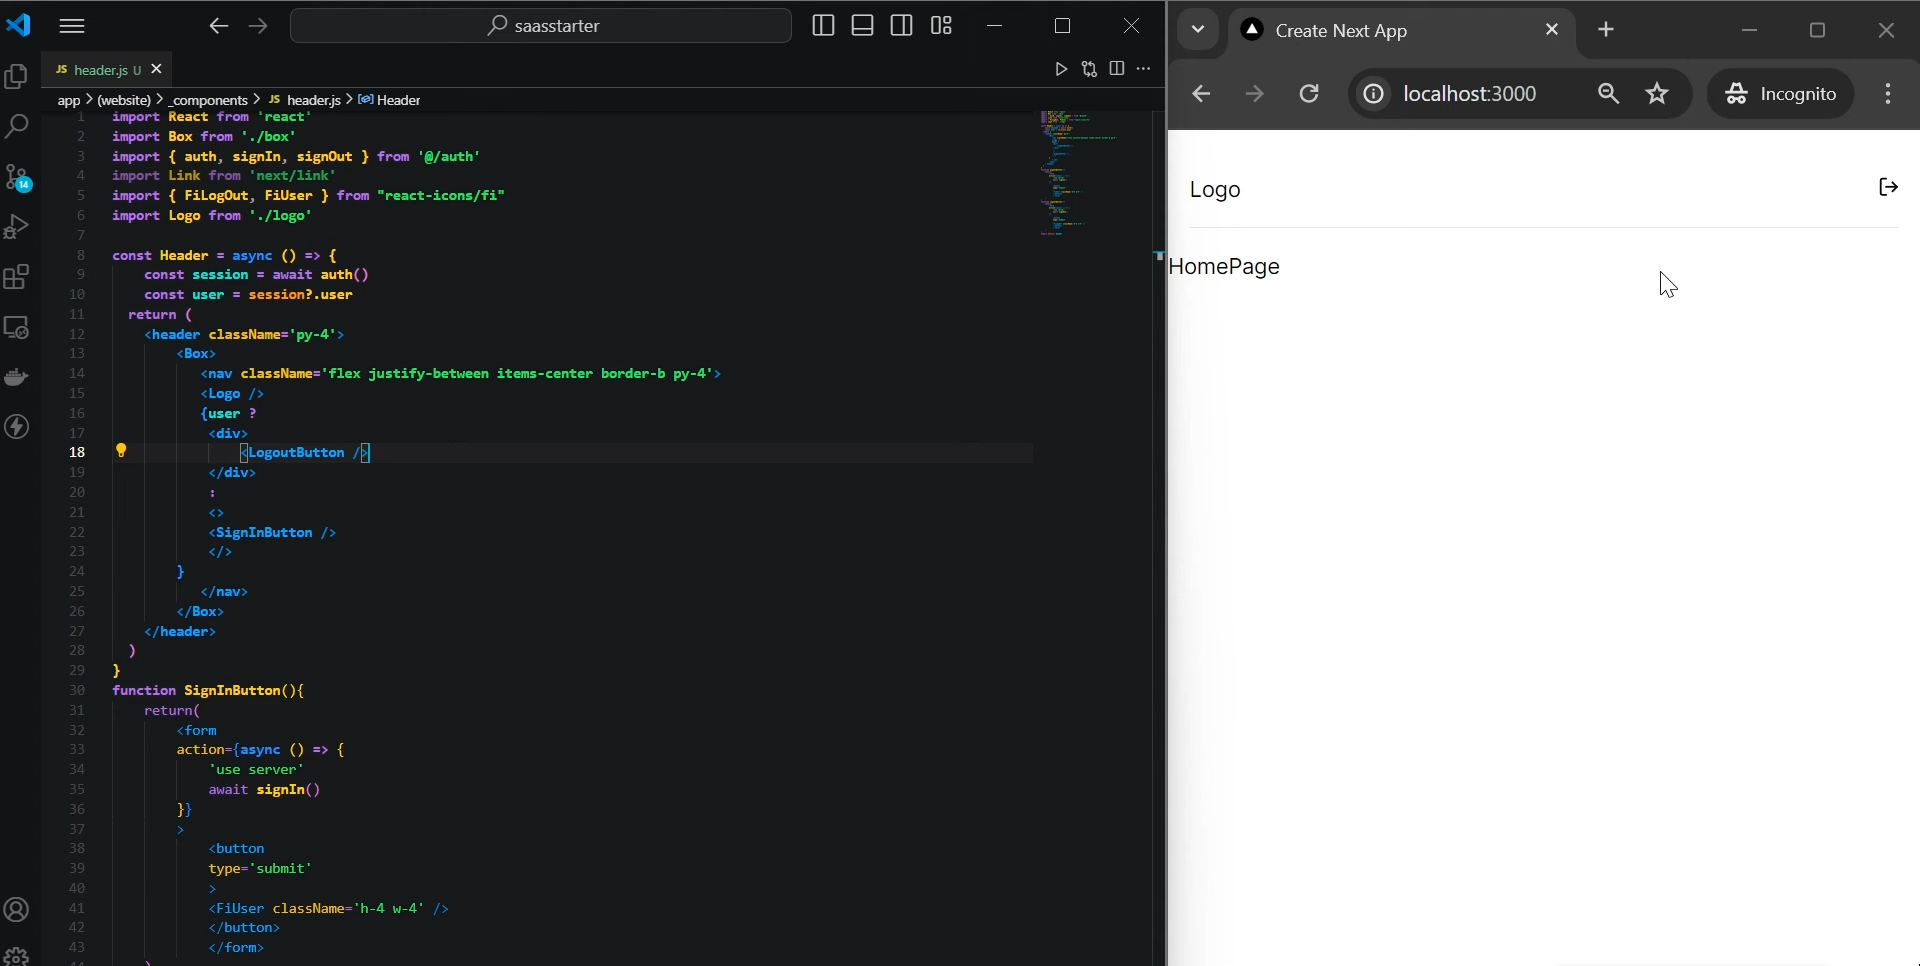 saasstarter
JS header.js U
app > (website) > _components > JS header.js > Header
1 import React from 'react'
2 import Box from './box'
3 import { auth, signIn, signOut } from '@/auth'
4 import Link from 'next/link'
5 import { FiLogOut, FiUser } from "react-icons/fi"
6 import Logo from './logo'
7
8 const Header = async () => {
9 const session = await auth()
10 const user = session?.user
11 return (
12 <header className='py-4'>
13 <Box>
14 <nav className='flex justify-between items-center border-b py-4'>
15 <Logo />
16 {user ?
17 <div>
18 <LogoutButton />
19 </div>
20 :
21 <>
22 <SignInButton />
23 </>
24 }
25 </nav>
26 </Box>
27 </header>
28 )
29 }
30 function SignInButton(){
31 return(
32 <form
33 action={async () => {
34 'use server'
35 await signIn()
36 }}
37 >
38 <button
39 type='submit'
40 >
41 <FiUser className='h-4 w-4' />
42 </button>
43 </form>
44 )
14
Create Next App
localhost:3000
Incognito
Logo
HomePage